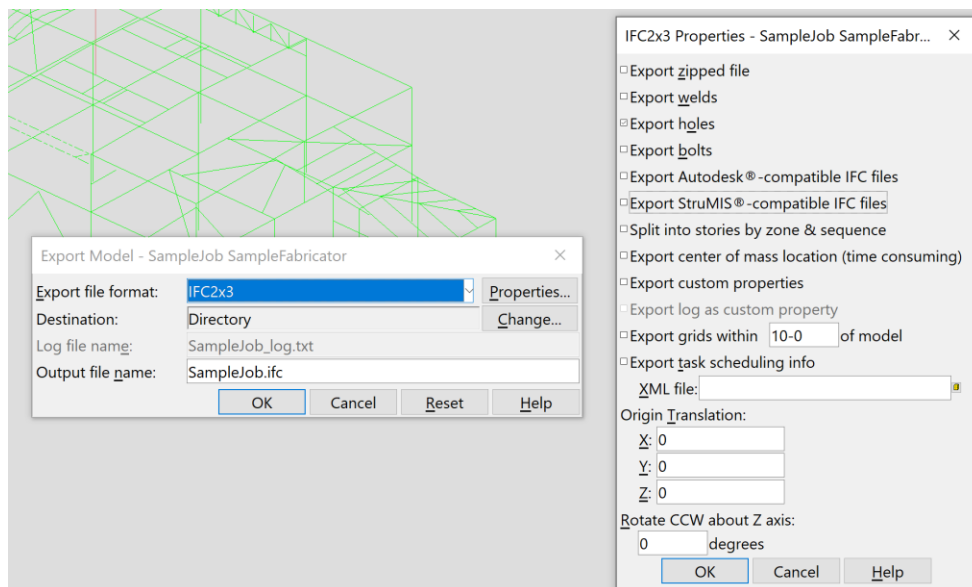 Export Model - SampleJob SampleFabricator
Export file format: IFC2x3 Properties...
Destination: Directory Change...
Log file name: SampleJob_log.txt
Output file name: SampleJob.ifc
OK Cancel Reset Help
IFC2x3 Properties - SampleJob SampleFabr...
Export zipped file
Export welds
Export holes
Export bolts
Export Autodesk®-compatible IFC files
Export StruMIS®-compatible IFC files
Split into stories by zone & sequence
Export center of mass location (time consuming)
Export custom properties
Export log as custom property
Export grids within 10-0 of model
Export task scheduling info
XML file:
Origin Translation:
X: 0
Y: 0
Z: 0
Rotate CCW about Z axis:
0 degrees
OK Cancel Help